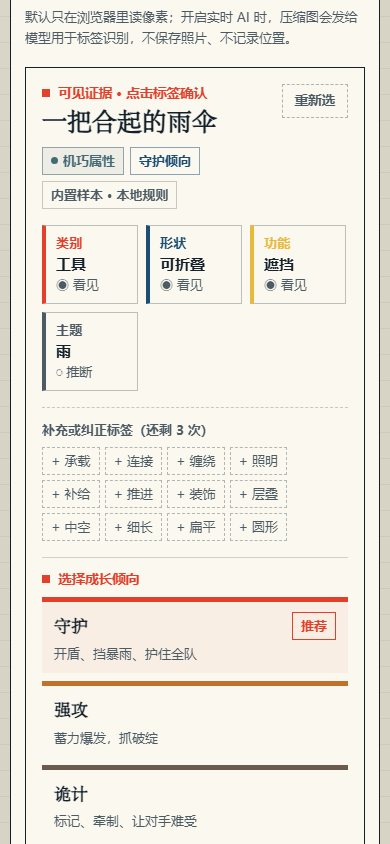 默认只在浏览器里读像素；开启实时 AI 时，压缩图会发给
模型用于标签识别，不保存照片、不记录位置。
可见证据 • 点击标签确认
重新选
一把合起的雨伞
机巧属性
守护倾向
内置样本 • 本地规则
类别
工具
◉ 看见
形状
可折叠
◉ 看见
功能
遮挡
◉ 看见
主题
雨
○ 推断
补充或纠正标签（还剩 3 次）
+ 承载
+ 连接
+ 缠绕
+ 照明
+ 补给
+ 推进
+ 装饰
+ 层叠
+ 中空
+ 细长
+ 扁平
+ 圆形
选择成长倾向
守护
推荐
开盾、挡暴雨、护住全队
强攻
蓄力爆发，抓破绽
诡计
标记、牵制、让对手难受